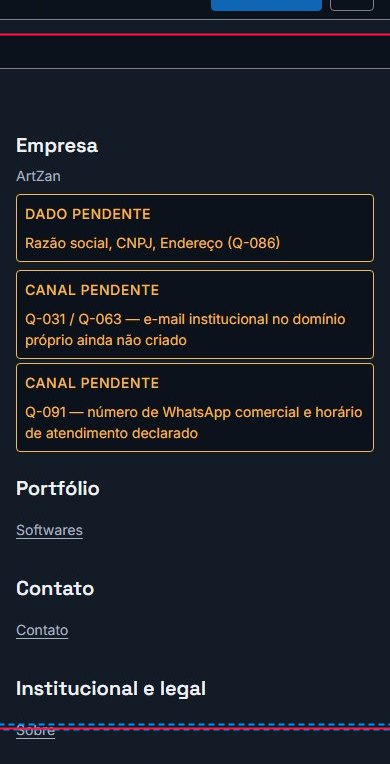 Empresa
ArtZan
DADO PENDENTE
Razão social, CNPJ, Endereço (Q-086)
CANAL PENDENTE
Q-031 / Q-063 — e-mail institucional no domínio
próprio ainda não criado
CANAL PENDENTE
Q-091 — número de WhatsApp comercial e horário
de atendimento declarado
Portfólio
Softwares
Contato
Contato
Institucional e legal
Sobre